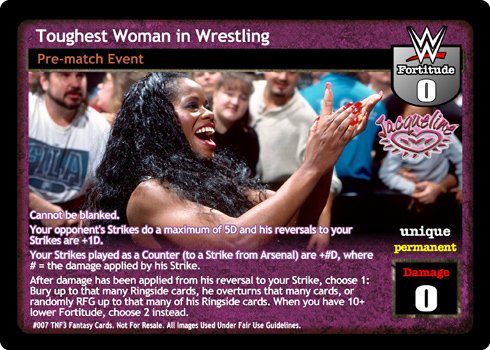 Toughest Woman in Wrestling
Pre-match Event
W
Fortitude
0
Jacqueline
Cannot be blanked.
Your opponent's Strikes do a maximum of 5D and his reversals to your
Strikes are +1D.
Your Strikes played as a Counter (to a Strike from Arsenal) are +#D, where
# = the damage applied by his Strike.
After damage has been applied from his reversal to your Strike, choose 1:
Bury up to that many Ringside cards, he overturns that many cards, or
randomly RFG up to that many of his Ringside cards. When you have 10+
lower Fortitude, choose 2 instead.
unique
permanent
Damage
0
#007 TNF3 Fantasy Cards. Not For Resale. All Images Used Under Fair Use Guidelines.